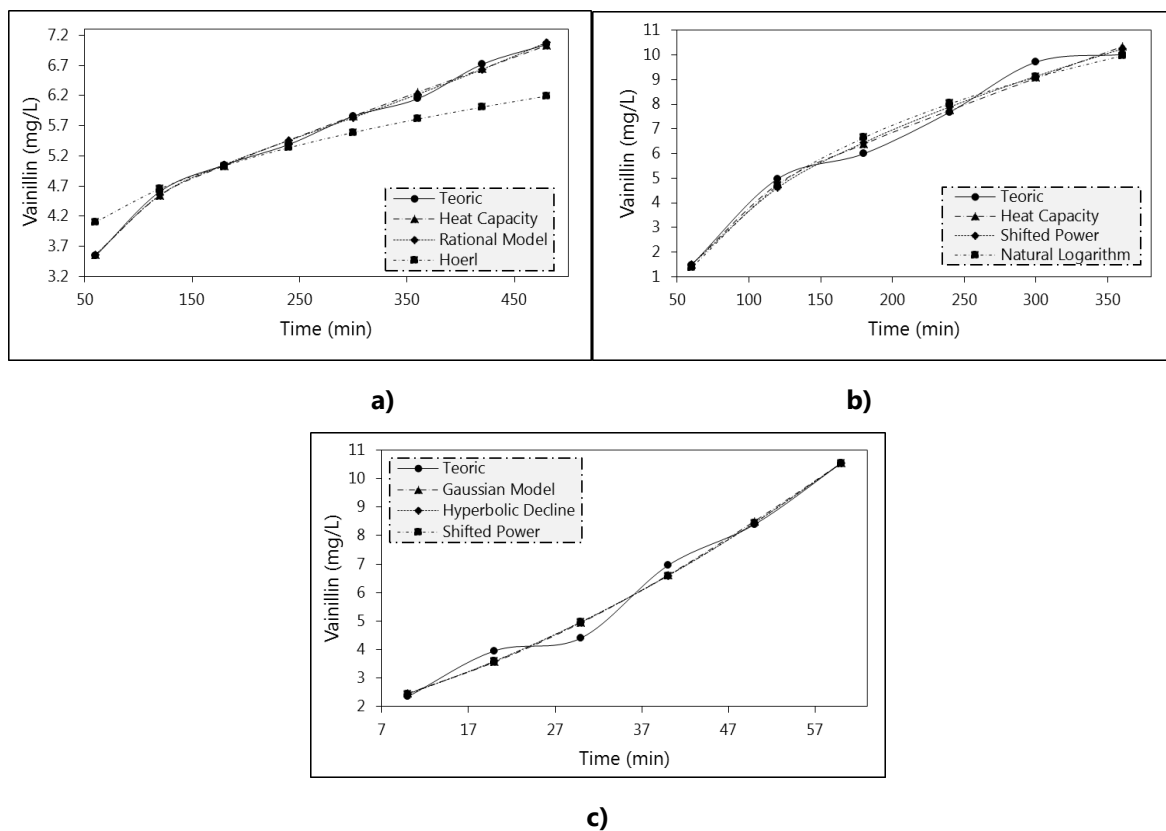 7.2
6.7
6.2
5.7
5.2
4.7
4.2
3.7
3.2
Vainillin (mg/L)
Teoric
Heat Capacity
Rational Model
Hoerl
50 150 250 350 450
Time (min)
a)
11
10
9
8
7
6
5
4
3
2
1
Vainillin (mg/L)
Teoric
Heat Capacity
Shifted Power
Natural Logarithm
50 100 150 200 250 300 350
Time (min)
b)
11
10
9
8
7
6
5
4
3
2
Vainillin (mg/L)
Teoric
Gaussian Model
Hyperbolic Decline
Shifted Power
7 17 27 37 47 57
Time (min)
c)